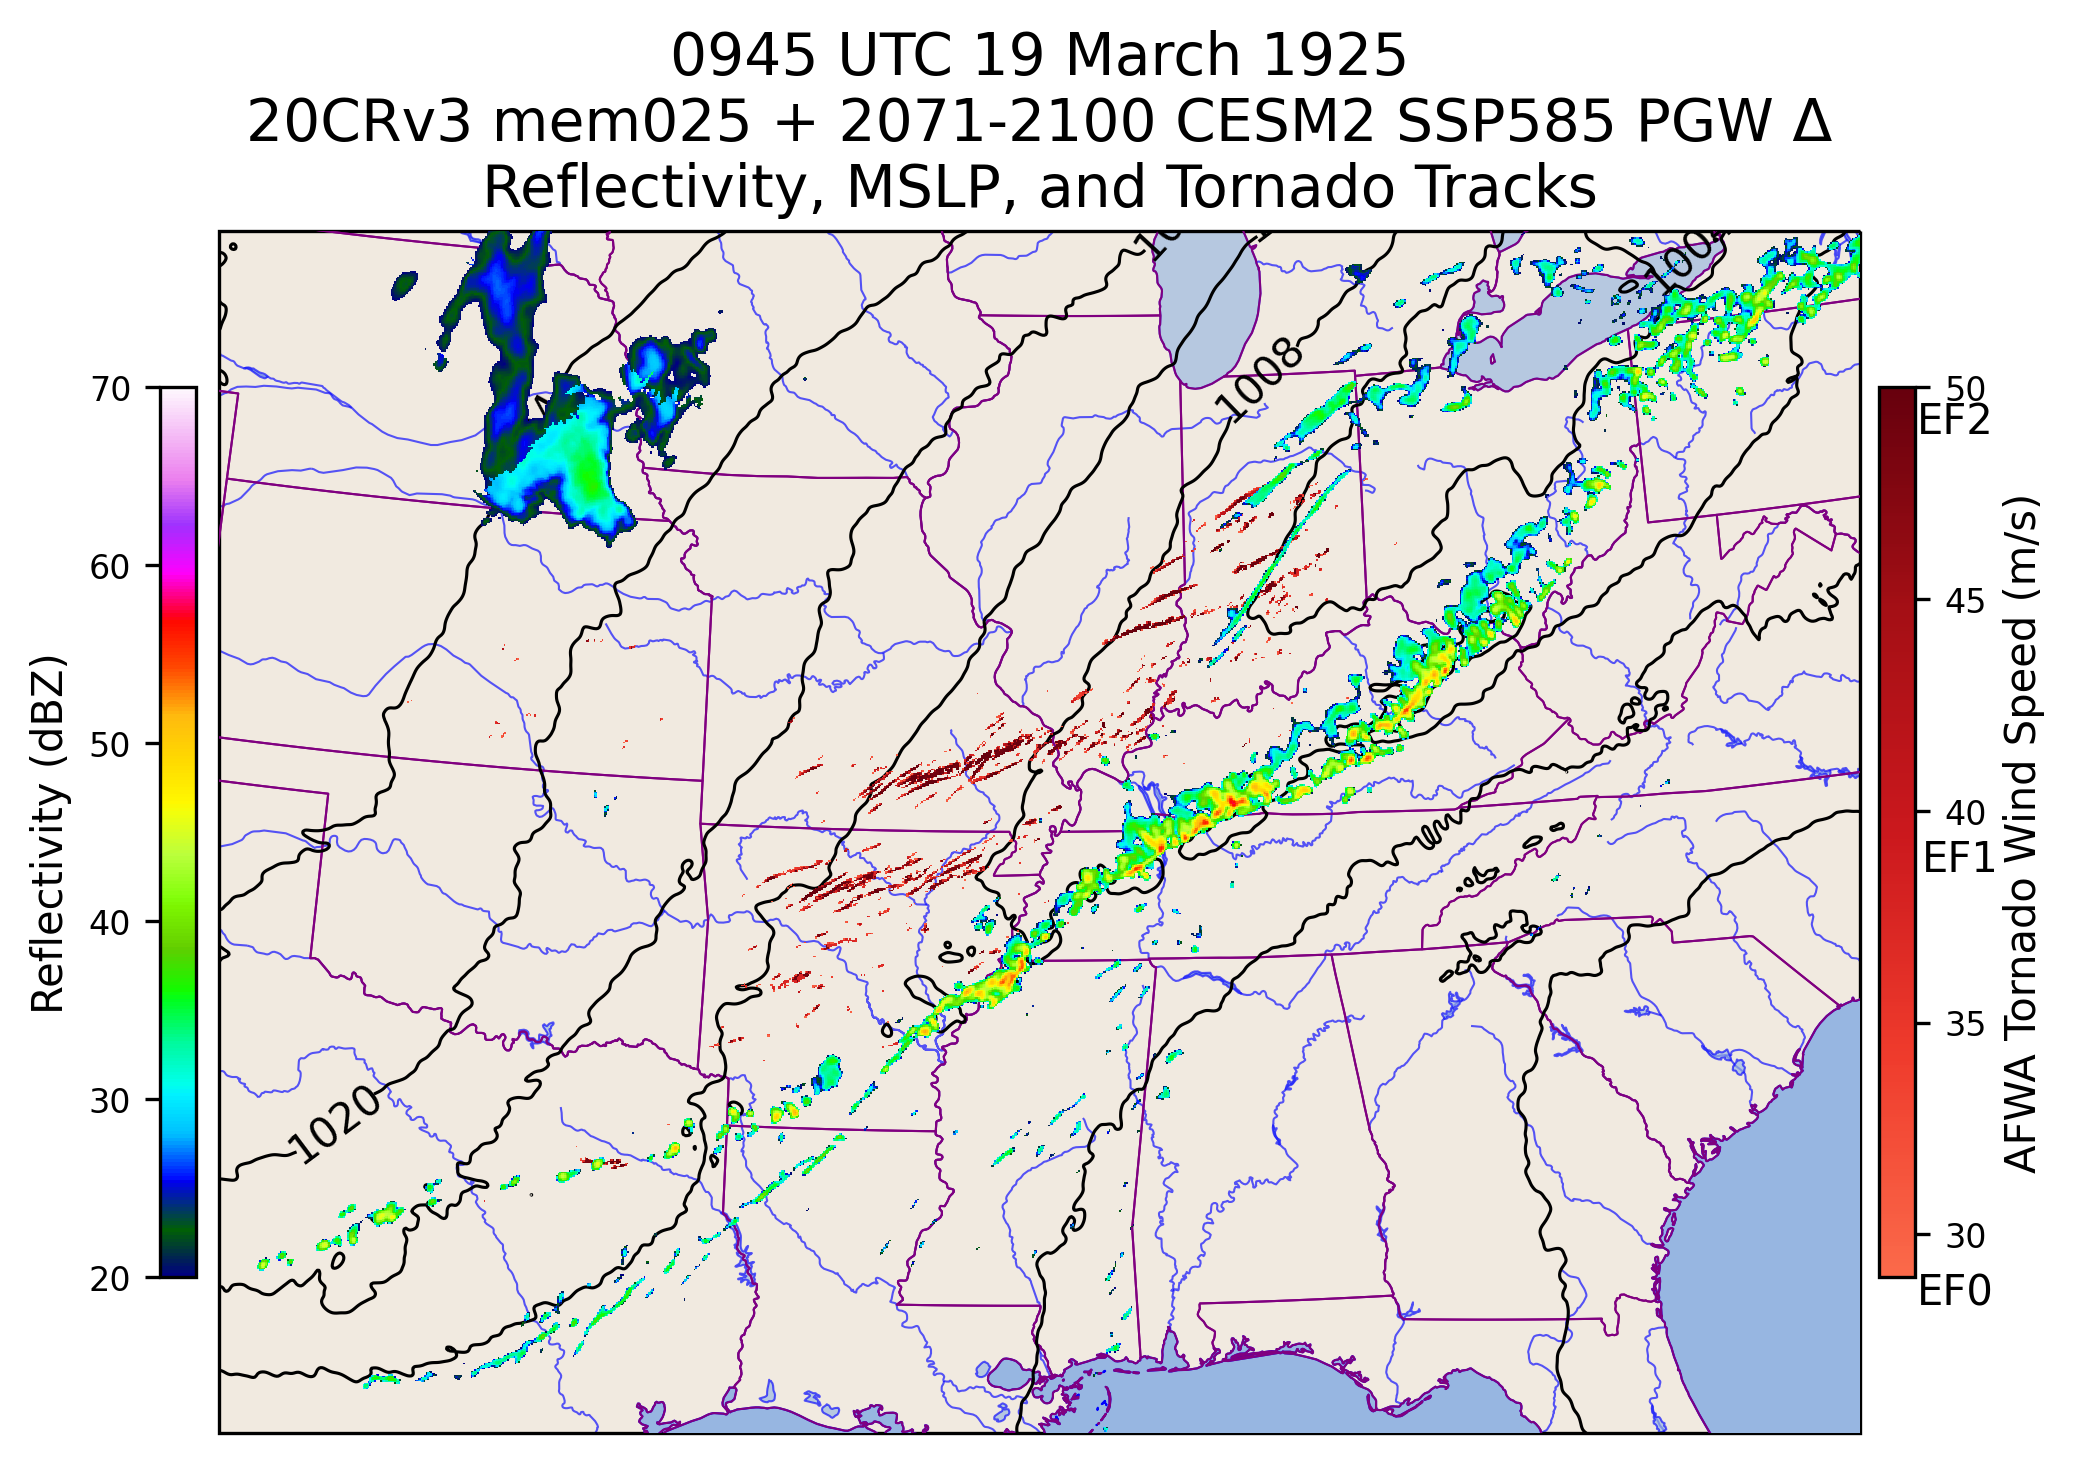 0945 UTC 19 March 1925
20CRv3 mem025 + 2071-2100 CESM2 SSP585 PGW Δ
Reflectivity, MSLP, and Tornado Tracks
Reflectivity (dBZ)
70
60
50
40
30
20
1008
1020
50
EF2
45
40
EF1
35
30
EF0
AFWA Tornado Wind Speed (m/s)